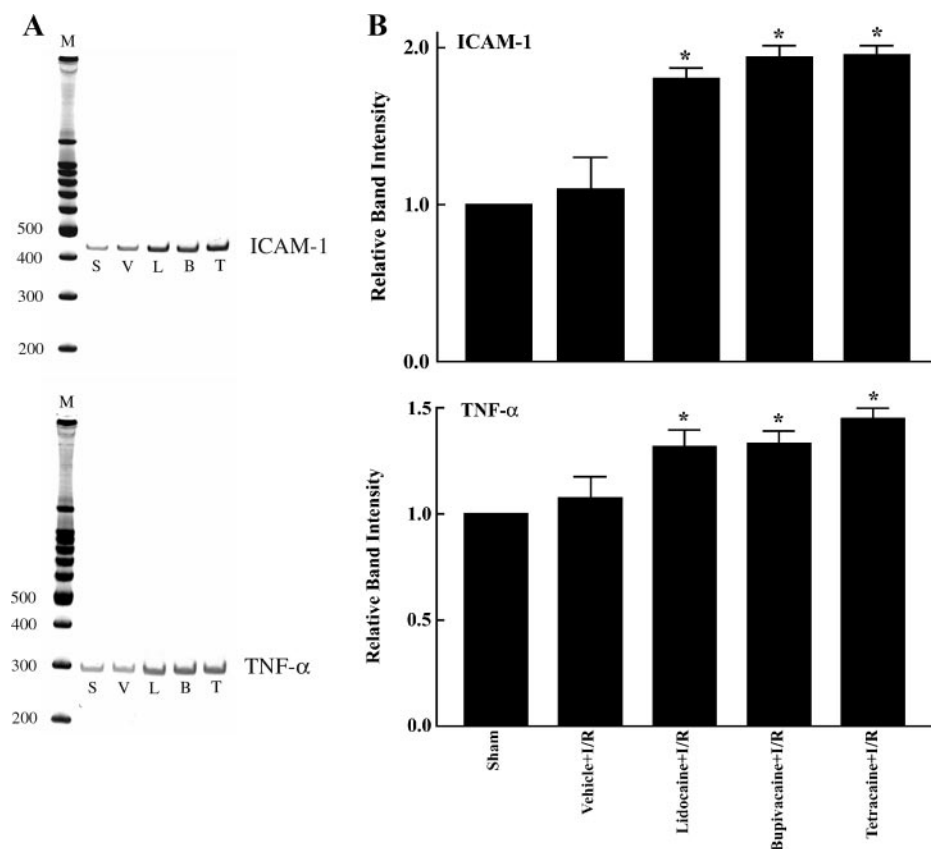 A
M
500
400
300
200
S V L B T
ICAM-1
M
500
400
300
200
S V L B T
TNF-α
B
ICAM-1
Relative Band Intensity
2.0
1.0
0.0
* * *
TNF-α
Relative Band Intensity
1.5
1.0
0.5
0.0
* * *
Sham
Vehicle+I/R
Lidocaine+I/R
Bupivacaine+I/R
Tetracaine+I/R